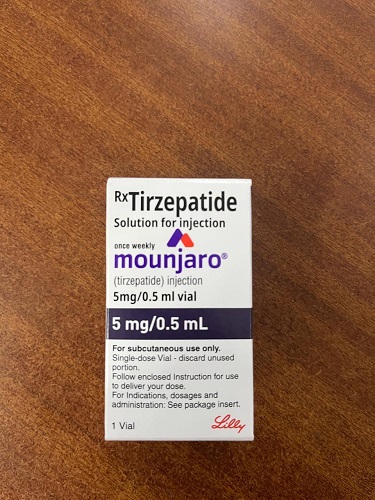 RxTirzepatide
Solution for injection
once weekly
mounjaro®
(tirzepatide) injection
5mg/0.5 ml vial
5 mg/0.5 mL
For subcutaneous use only.
Single-dose Vial - discard unused
portion.
Follow enclosed Instruction for use
to deliver your dose.
For Indications, dosages and
administration: See package insert.
1 Vial
Lilly